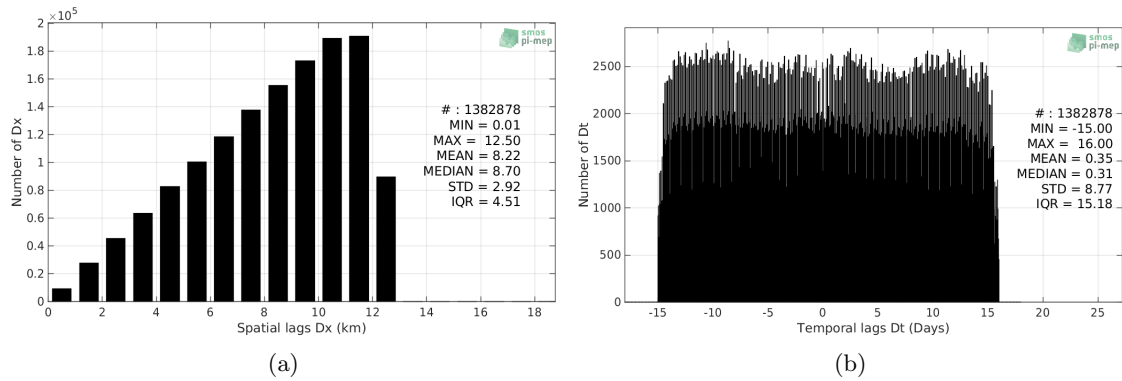 ×10⁵
2
1.8
1.6
1.4
1.2
1
0.8
0.6
0.4
0.2
0
Number of Dx
smos
pi-mep
# : 1382878
MIN = 0.01
MAX = 12.50
MEAN = 8.22
MEDIAN = 8.70
STD = 2.92
IQR = 4.51
0 2 4 6 8 10 12 14 16 18
Spatial lags Dx (km)
(a)
2500
2000
1500
1000
500
0
Number of Dt
smos
pi-mep
# : 1382878
MIN = -15.00
MAX = 16.00
MEAN = 0.35
MEDIAN = 0.31
STD = 8.77
IQR = 15.18
-15 -10 -5 0 5 10 15 20 25
Temporal lags Dt (Days)
(b)